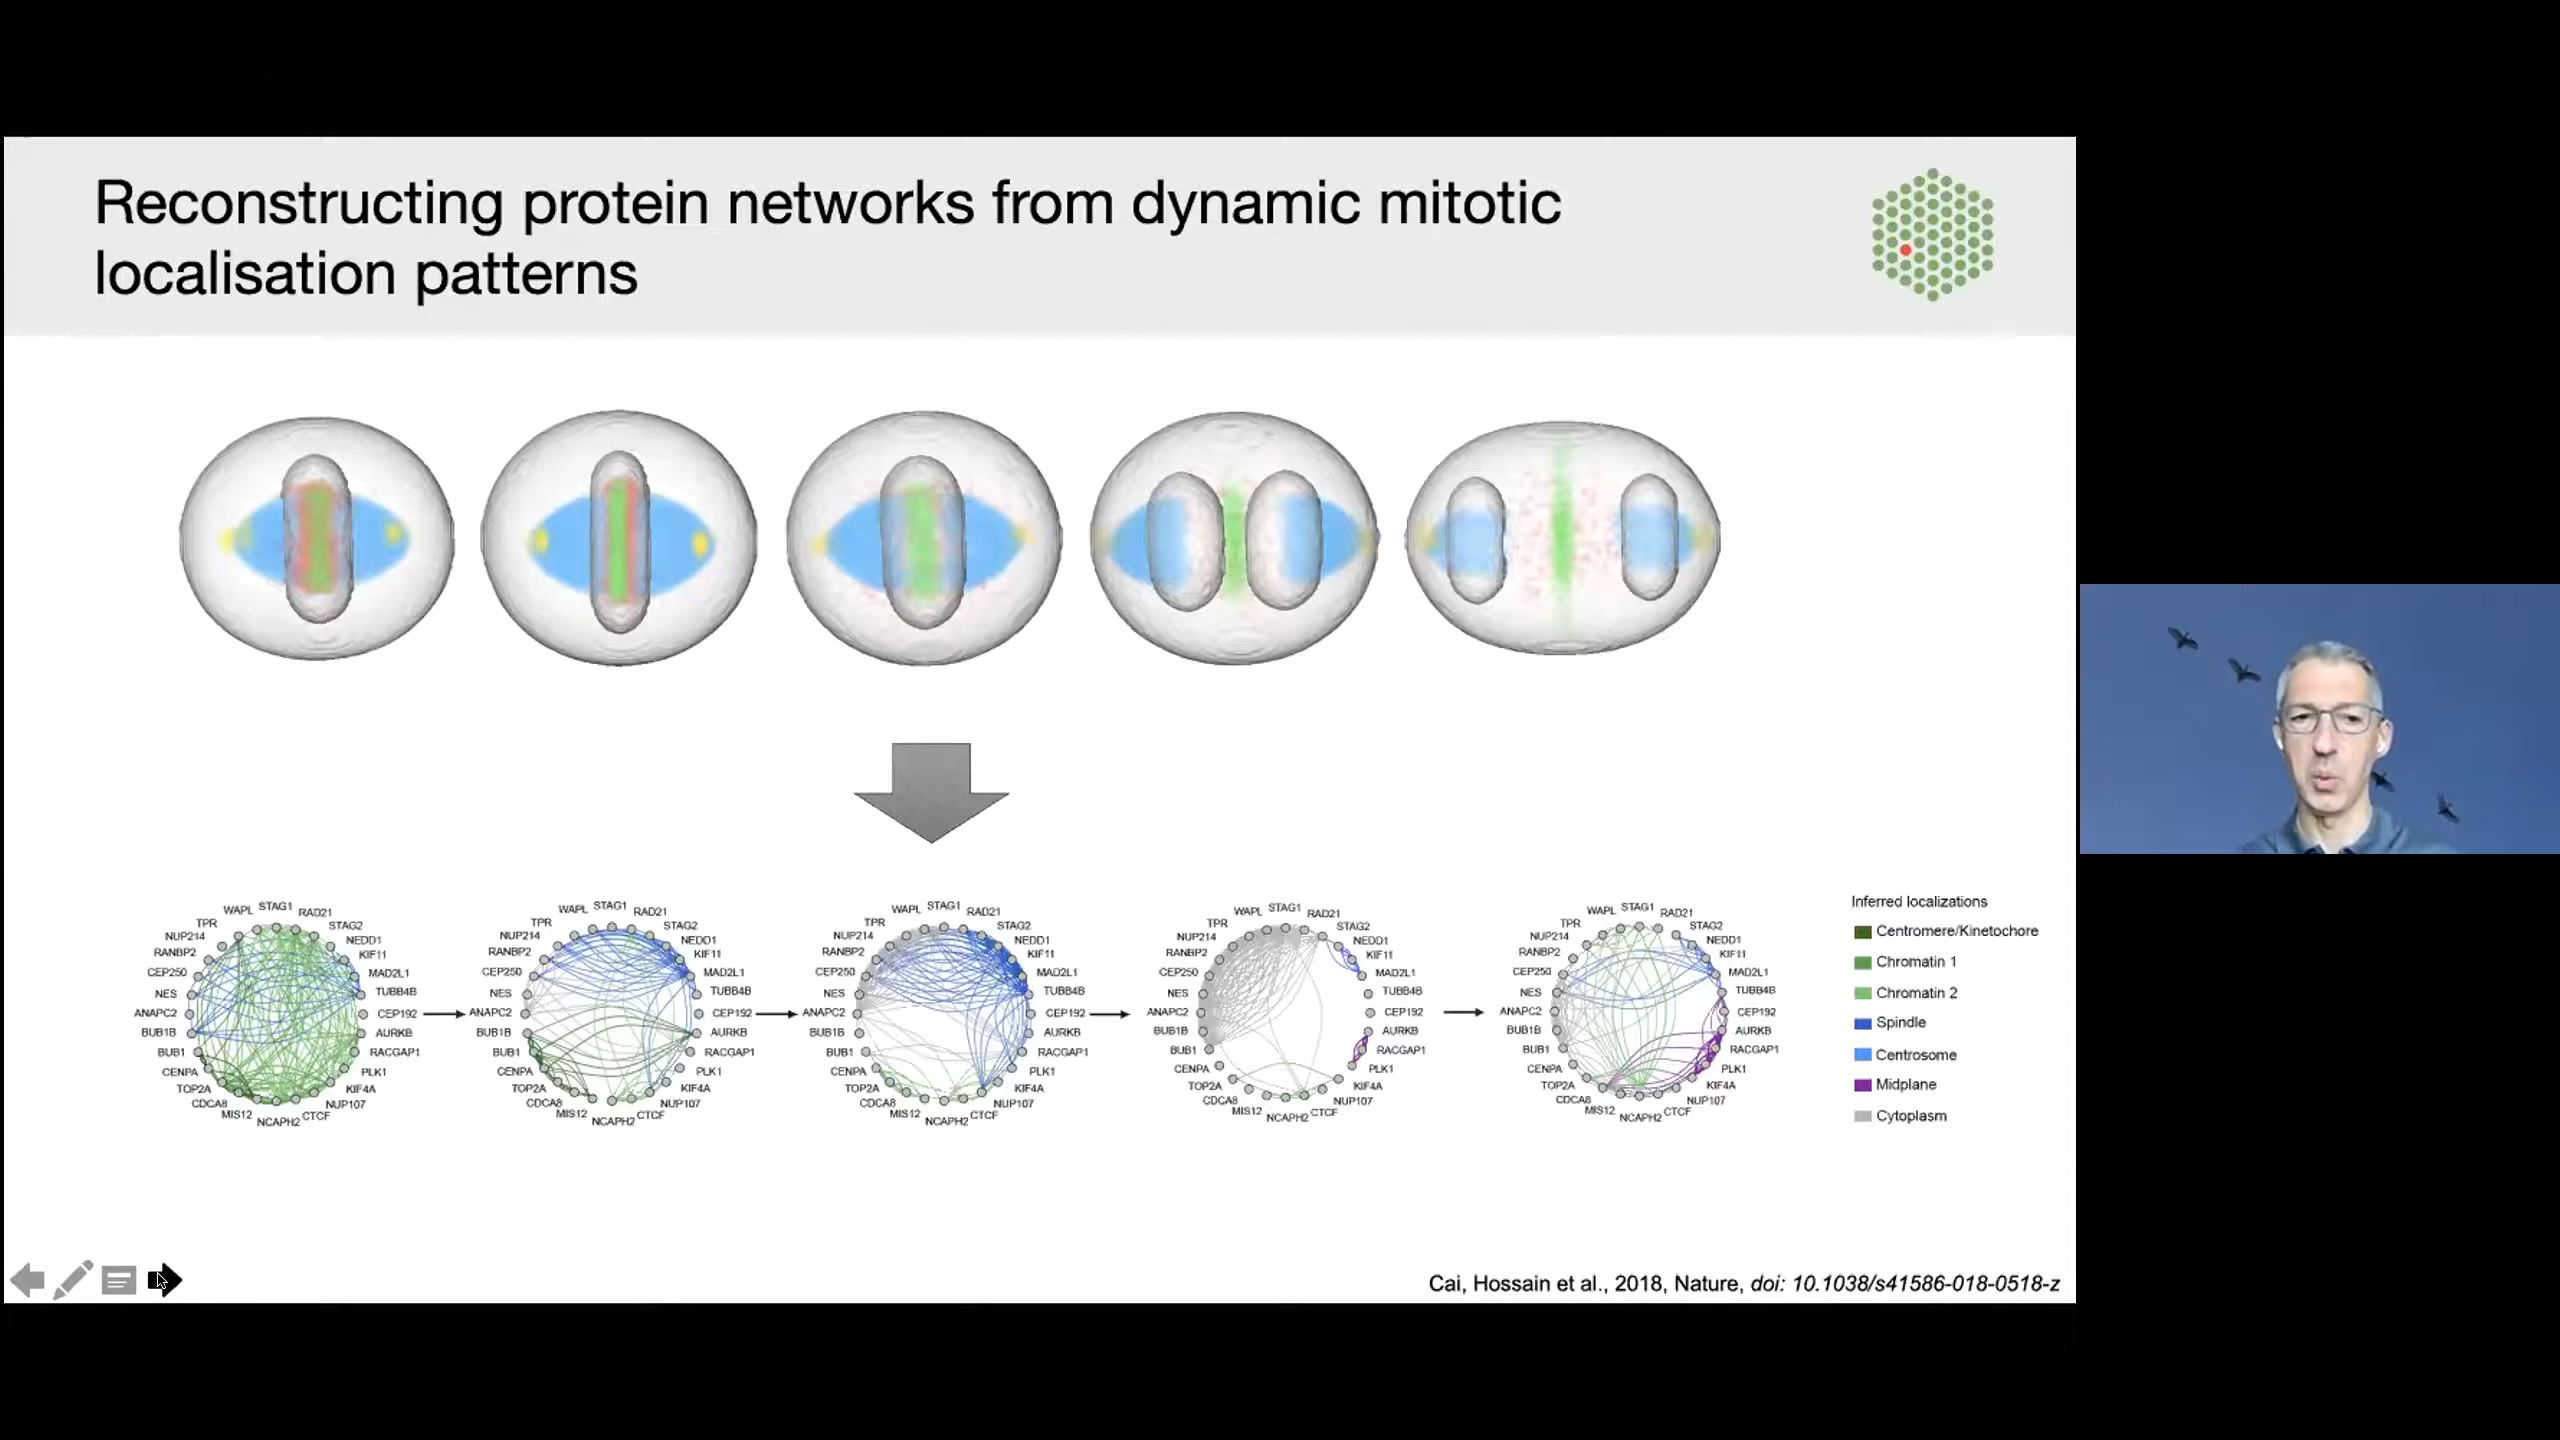 Reconstructing protein networks from dynamic mitotic
localisation patterns
WAPL STAG1 RAD21
TPR STAG2
NUP214 NEDD1
RANBP2 KIF11
CEP250 MAD2L1
NES TUBB4B
ANAPC2 CEP192
BUB1B AURKB
BUB1 RACGAP1
CENPA PLK1
TOP2A KIF4A
CDCA8 NUP107
MIS12 NCAPH2 CTCF
WAPL STAG1 RAD21
TPR STAG2
NUP214 NEDD1
RANBP2 KIF11
CEP250 MAD2L1
NES TUBB4B
ANAPC2 CEP192
BUB1B AURKB
BUB1 RACGAP1
CENPA PLK1
TOP2A KIF4A
CDCA8 NUP107
MIS12 NCAPH2 CTCF
WAPL STAG1 RAD21
TPR STAG2
NUP214 NEDD1
RANBP2 KIF11
CEP250 MAD2L1
NES TUBB4B
ANAPC2 CEP192
BUB1B AURKB
BUB1 RACGAP1
CENPA PLK1
TOP2A KIF4A
CDCA8 NUP107
MIS12 NCAPH2 CTCF
WAPL STAG1 RAD21
TPR STAG2
NUP214 NEDD1
RANBP2 KIF11
CEP250 MAD2L1
NES TUBB4B
ANAPC2 CEP192
BUB1B AURKB
BUB1 RACGAP1
CENPA PLK1
TOP2A KIF4A
CDCA8 NUP107
MIS12 NCAPH2 CTCF
WAPL STAG1 RAD21
TPR STAG2
NUP214 NEDD1
RANBP2 KIF11
CEP250 MAD2L1
NES TUBB4B
ANAPC2 CEP192
BUB1B AURKB
BUB1 RACGAP1
CENPA PLK1
TOP2A KIF4A
CDCA8 NUP107
MIS12 NCAPH2 CTCF
Inferred localizations
Centromere/Kinetochore
Chromatin 1
Chromatin 2
Spindle
Centrosome
Midplane
Cytoplasm
Cai, Hossain et al., 2018, Nature, doi: 10.1038/s41586-018-0518-z